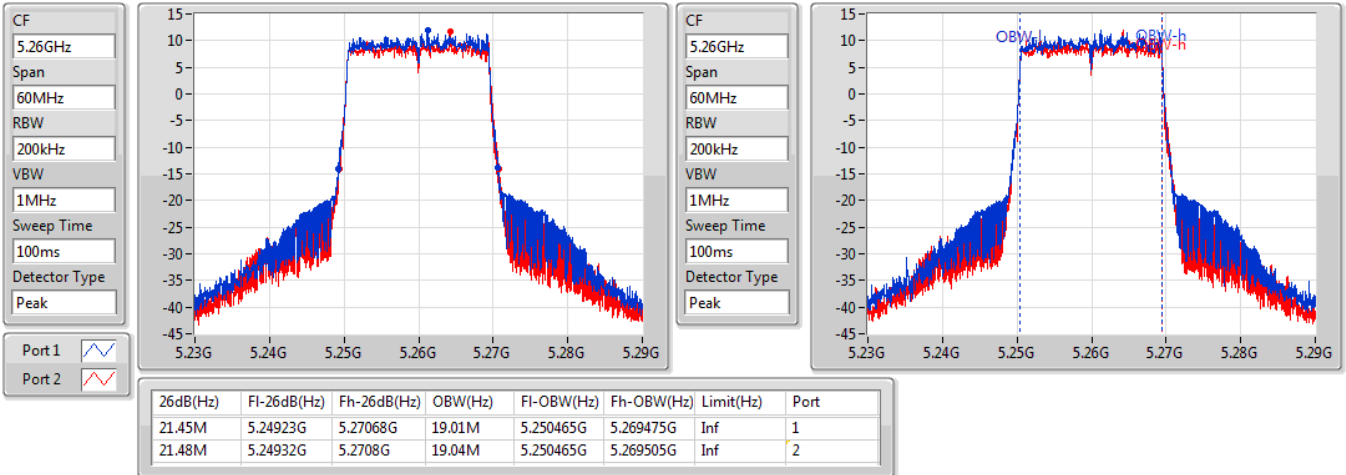 CF
5.26GHz
Span
60MHz
RBW
200kHz
VBW
1MHz
Sweep Time
100ms
Detector Type
Peak
Port 1
Port 2
15
10
5
0
-5
-10
-15
-20
-25
-30
-35
-40
-45
5.23G 5.24G 5.25G 5.26G 5.27G 5.28G 5.29G
CF
5.26GHz
Span
60MHz
RBW
200kHz
VBW
1MHz
Sweep Time
100ms
Detector Type
Peak
15
10
5
0
-5
-10
-15
-20
-25
-30
-35
-40
-45
OBW-l OBW-h
5.23G 5.24G 5.25G 5.26G 5.27G 5.28G 5.29G
26dB(Hz) Fl-26dB(Hz) Fh-26dB(Hz) OBW(Hz) Fl-OBW(Hz) Fh-OBW(Hz) Limit(Hz) Port
21.45M 5.24923G 5.27068G 19.01M 5.250465G 5.269475G Inf 1
21.48M 5.24932G 5.2708G 19.04M 5.250465G 5.269505G Inf 2